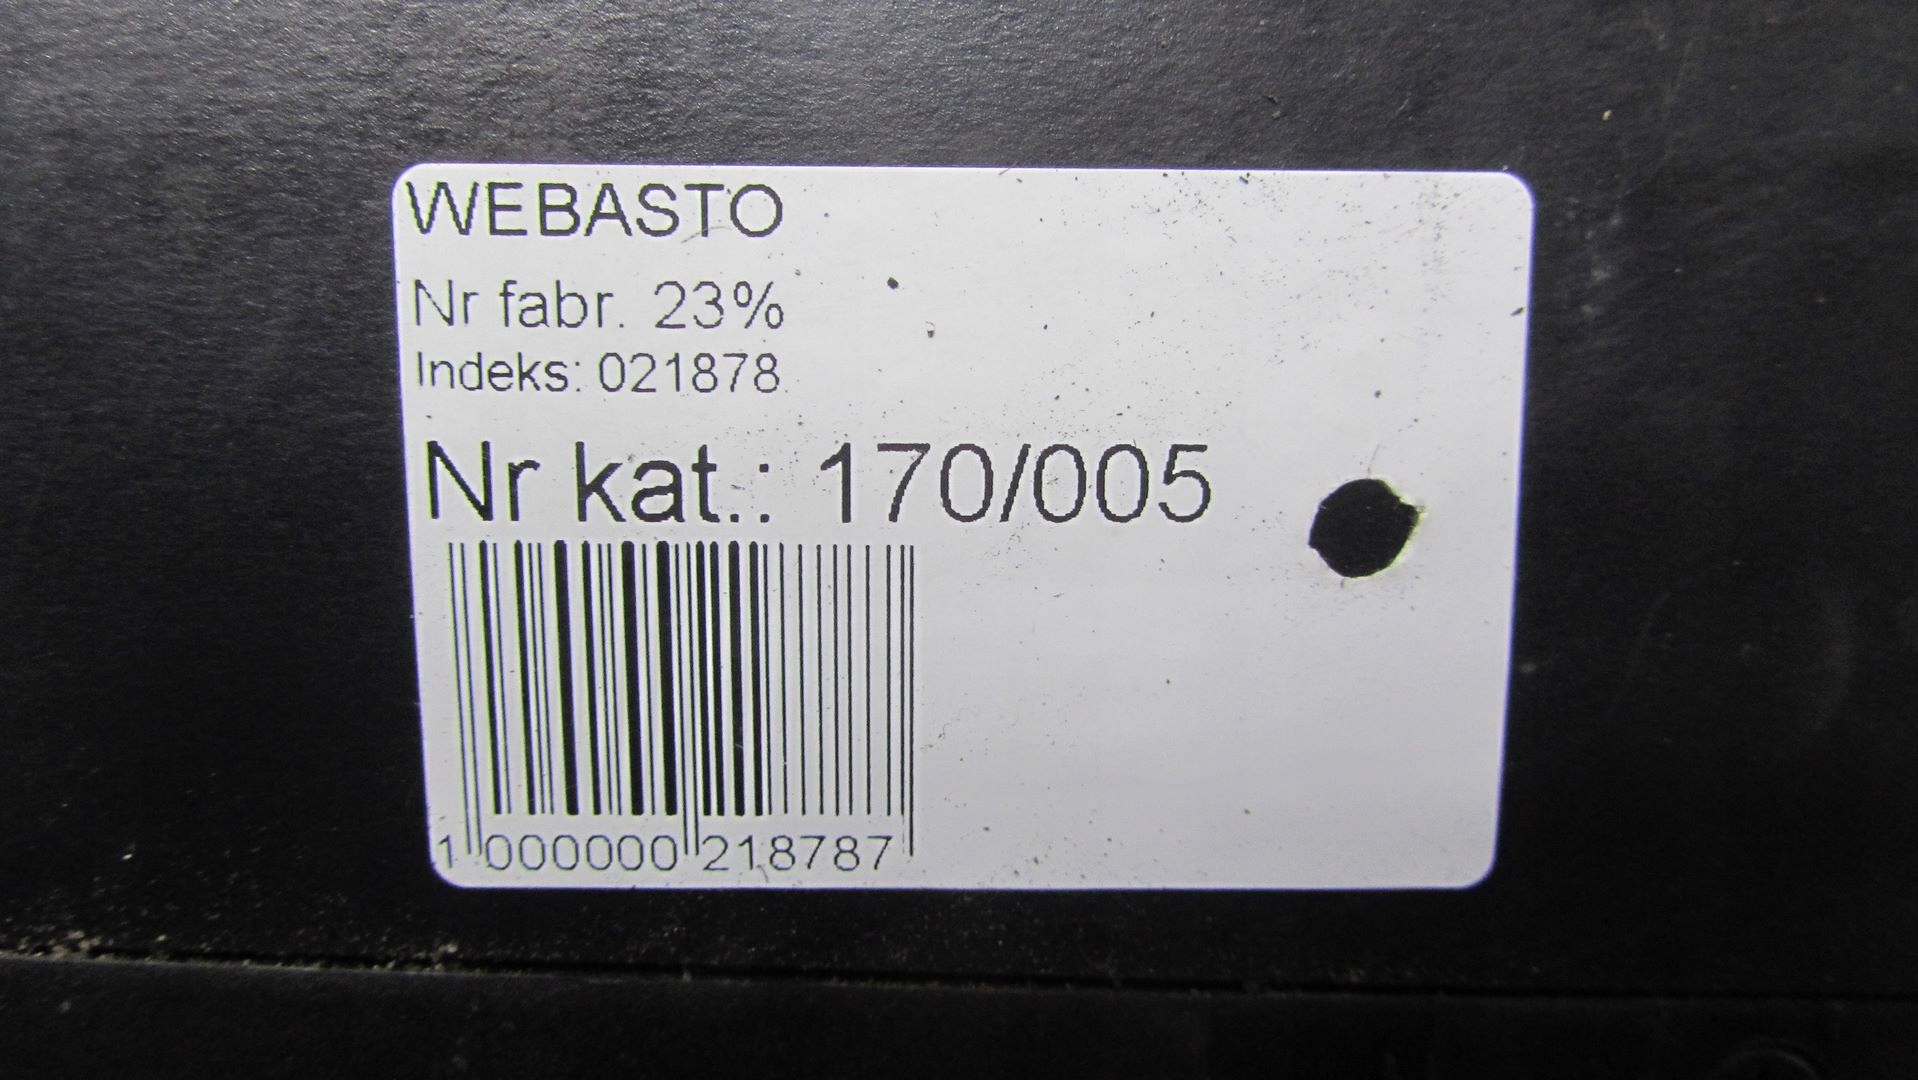 WEBASTO
Nr fabr. 23%
Indeks: 021878
Nr kat.: 170/005
1 000000 218787